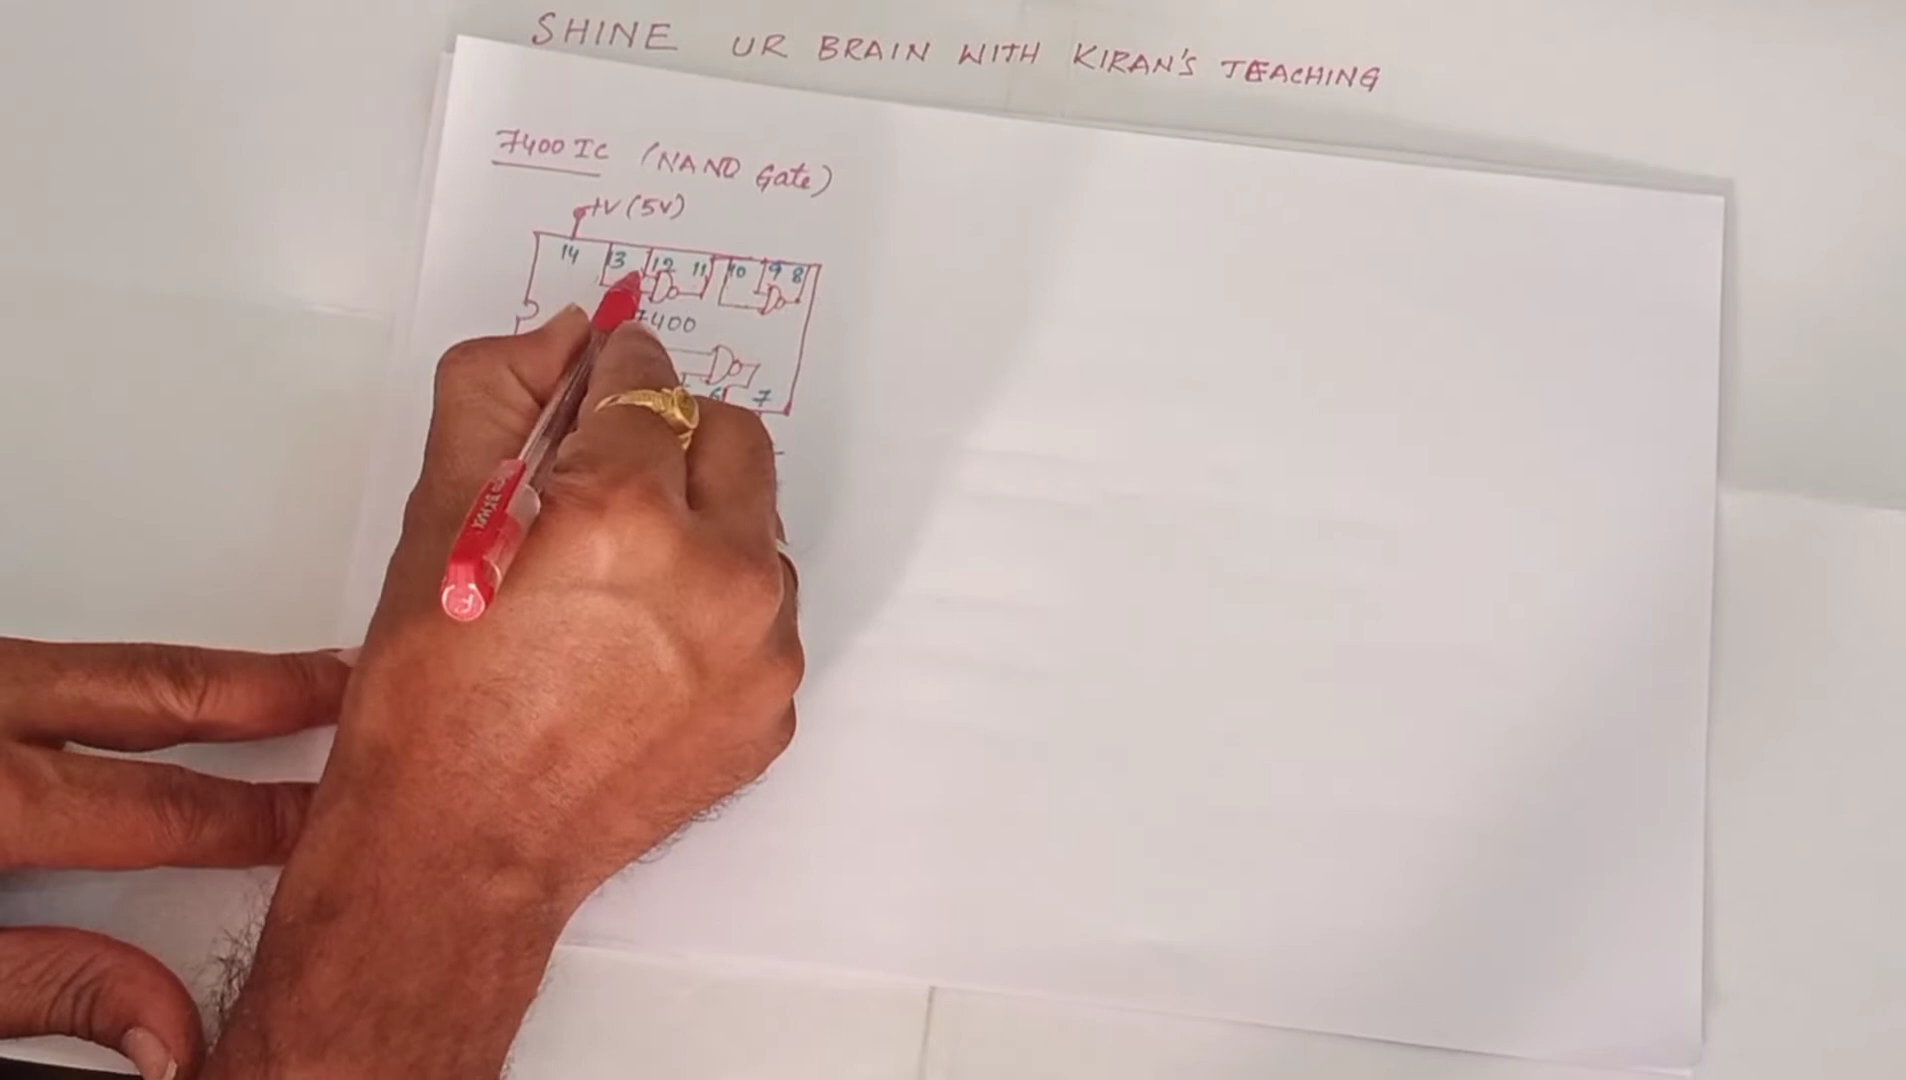 SHINE UR BRAIN WITH KIRAN'S TEACHING
7400 IC (NAND Gate)
+V (5V)
14 13 12 11 10 9 8
7400
6 7